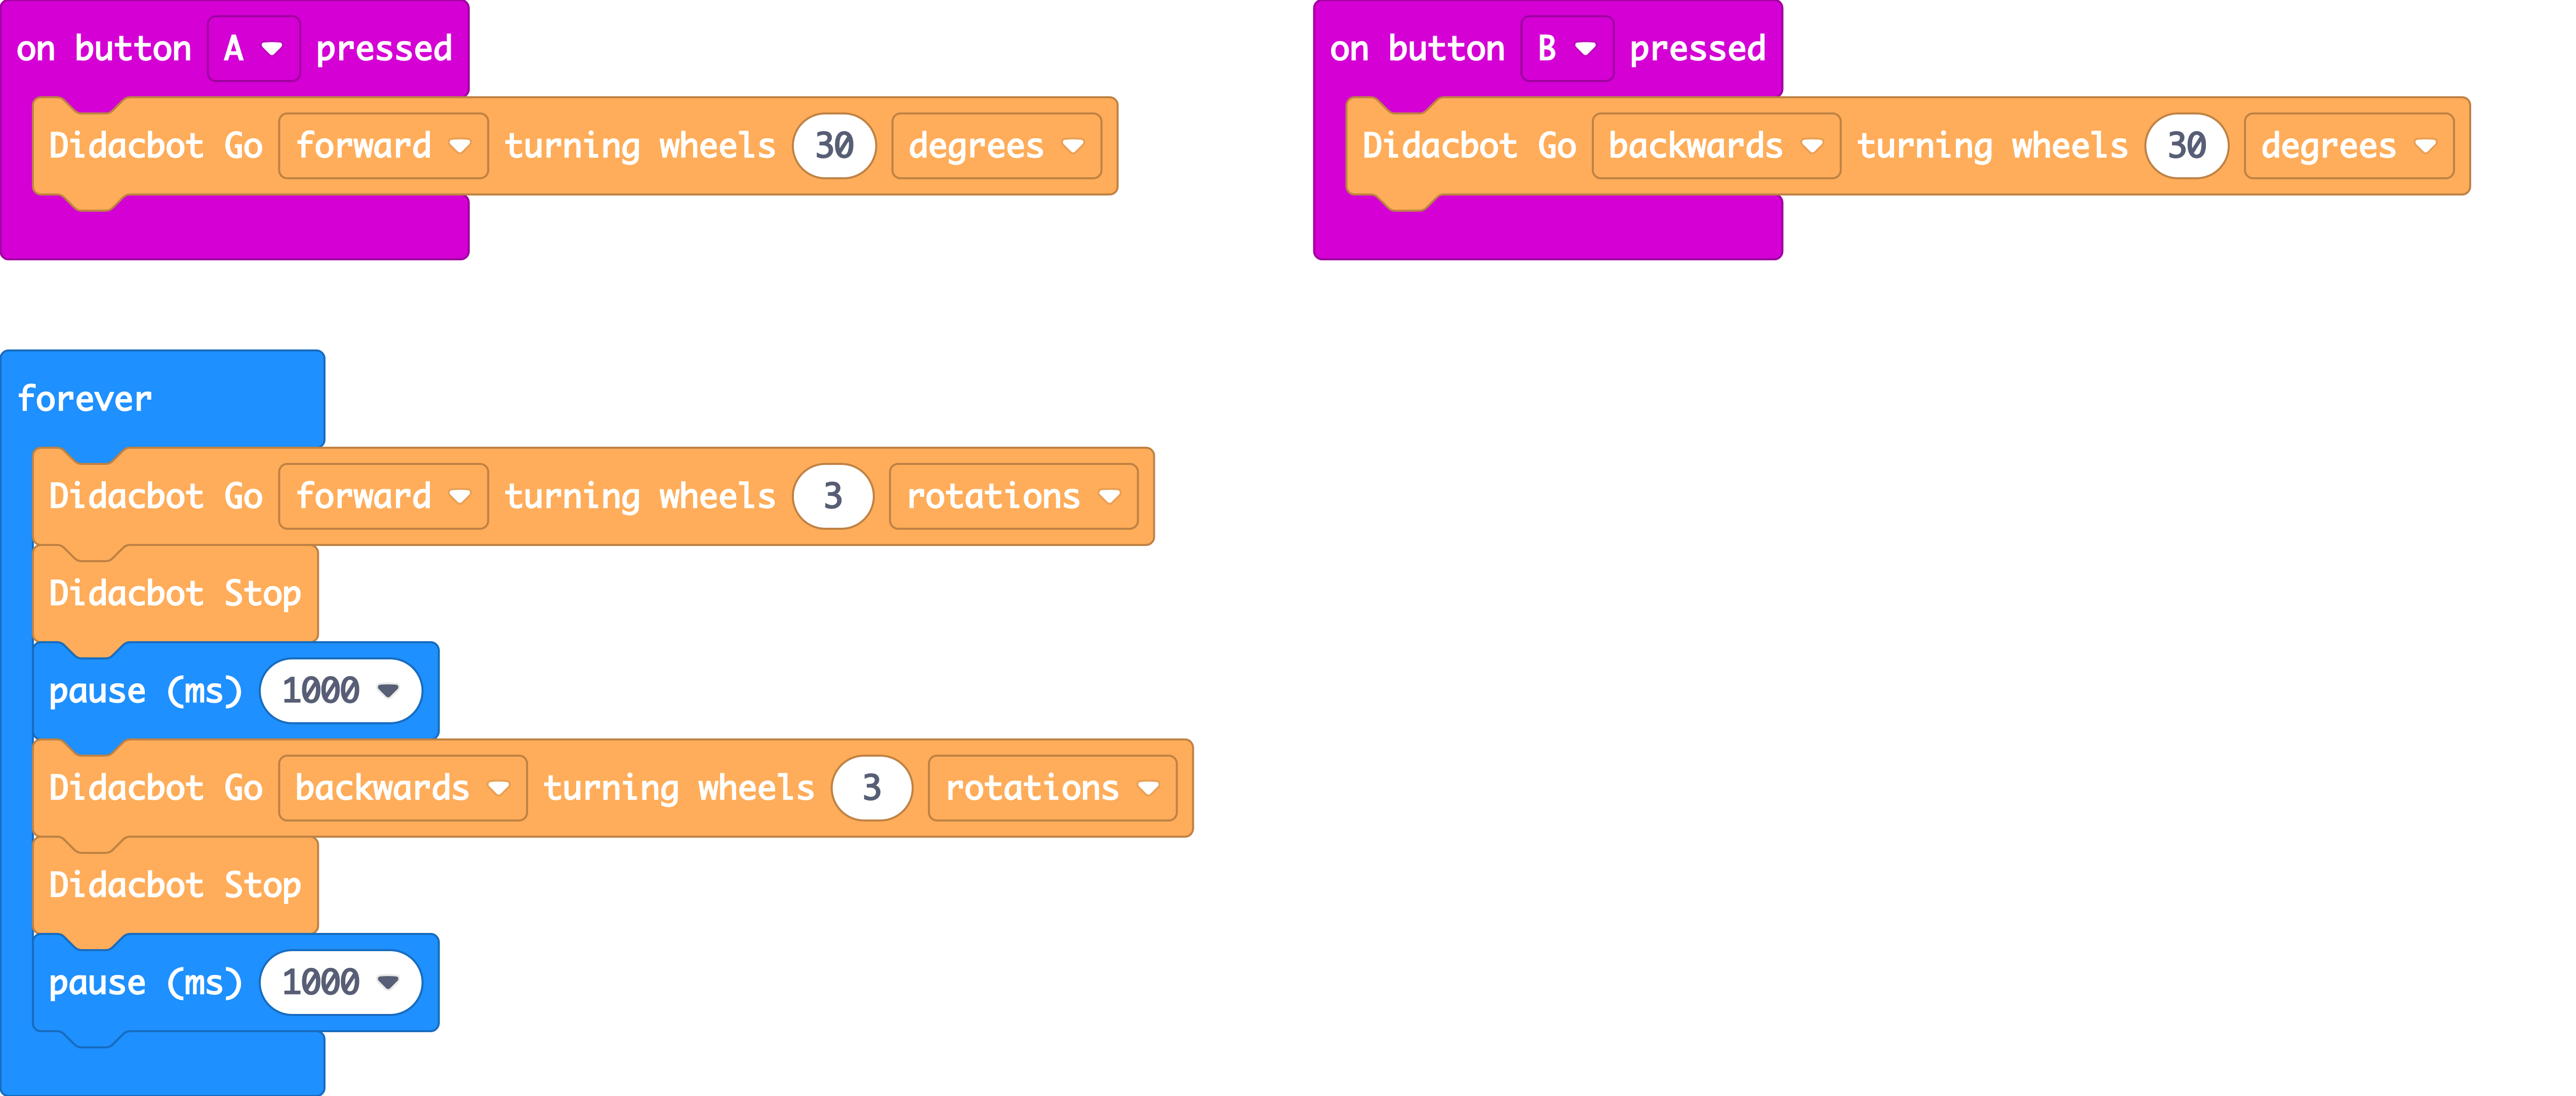 on button A pressed
Didacbot Go forward turning wheels 30 degrees
on button B pressed
Didacbot Go backwards turning wheels 30 degrees
forever
Didacbot Go forward turning wheels 3 rotations
Didacbot Stop
pause (ms) 1000
Didacbot Go backwards turning wheels 3 rotations
Didacbot Stop
pause (ms) 1000